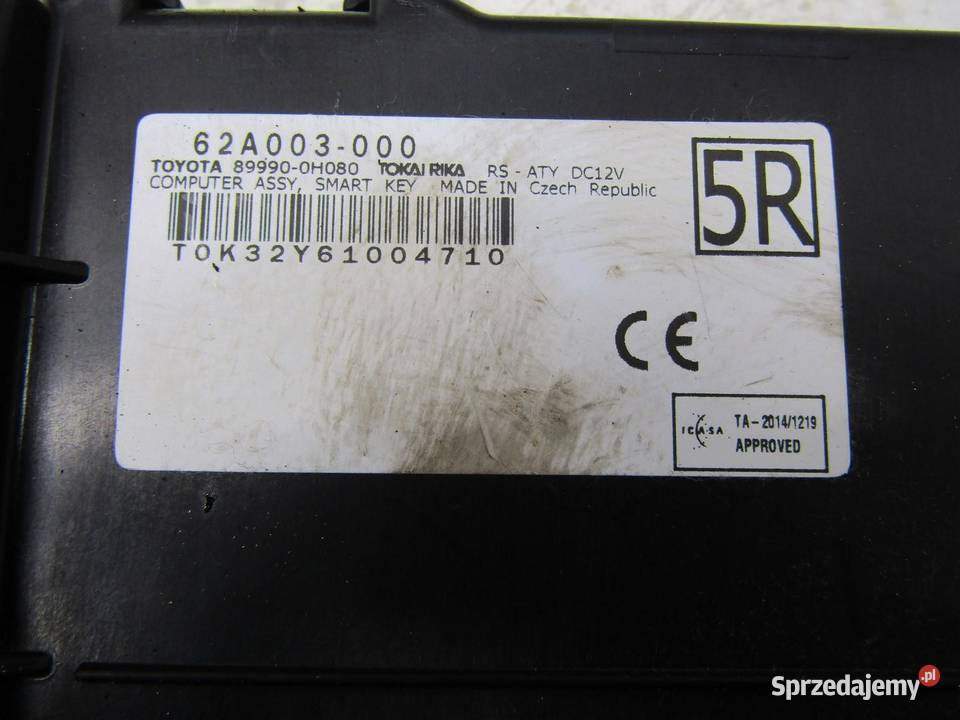 62A003-000
TOYOTA 89990-0H080 TOKAI RIKA RS - ATY DC12V
COMPUTER ASSY, SMART KEY MADE IN Czech Republic
T0K32Y61004710
5R
CE
ICASA
TA-2014/1219
APPROVED
Sprzedajemy.pl